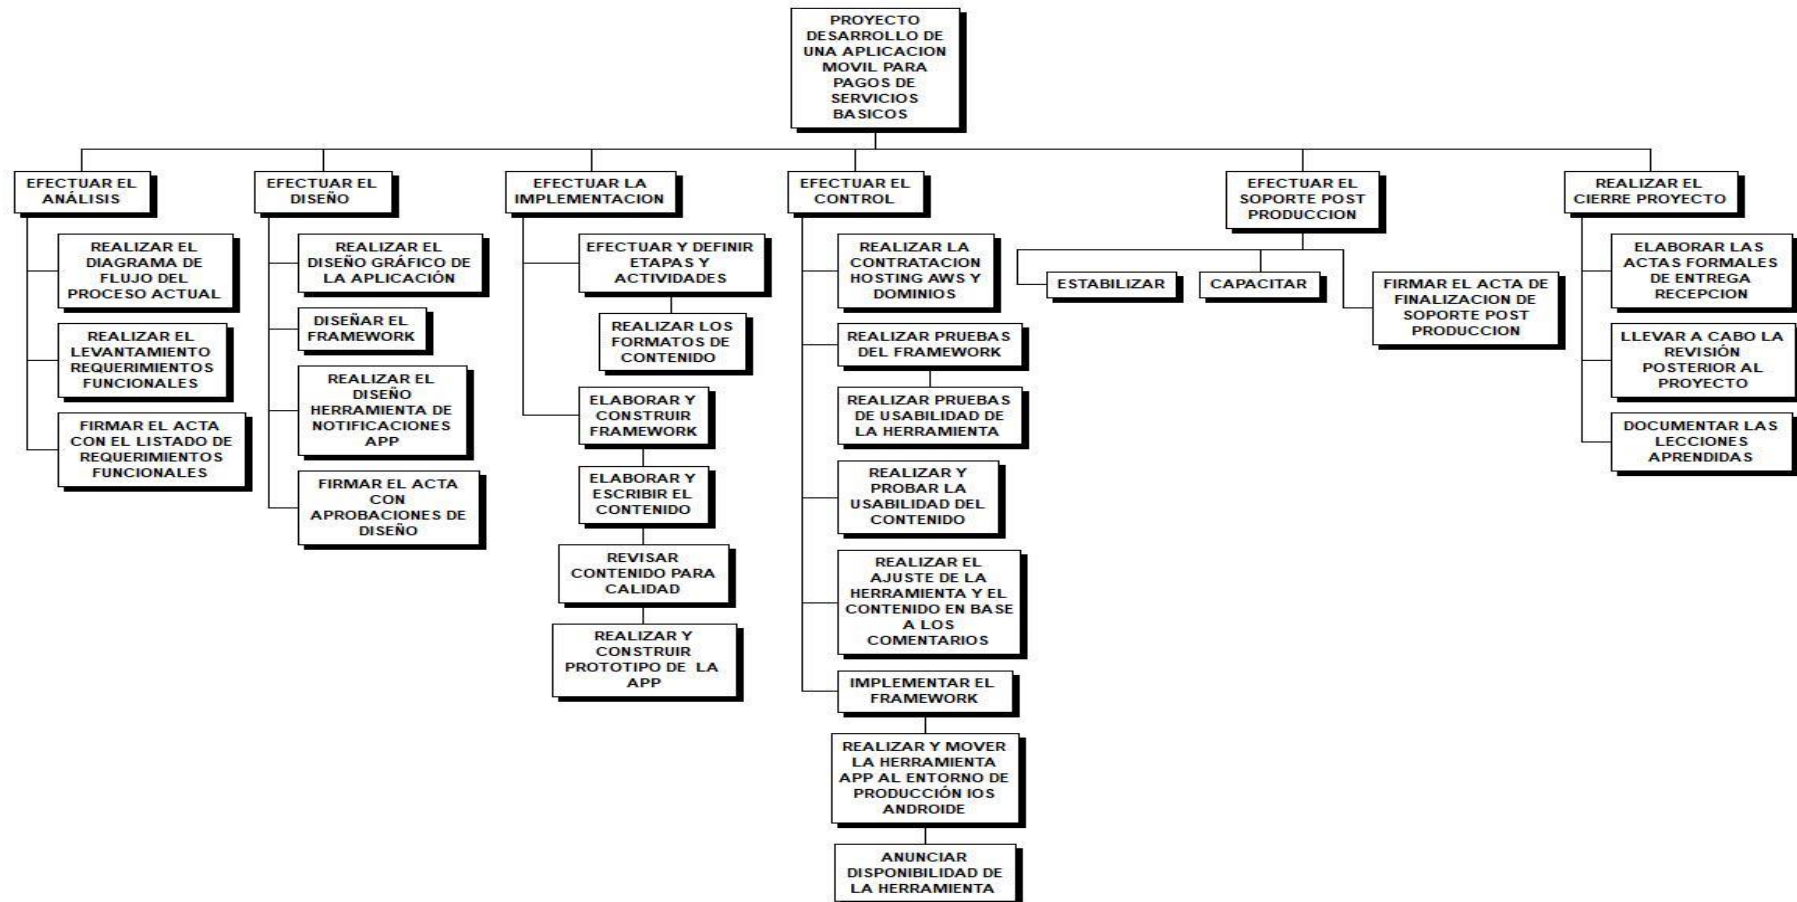 PROYECTO
DESARROLLO DE
UNA APLICACION
MOVIL PARA
PAGOS DE
SERVICIOS
BASICOS
EFECTUAR EL
ANÁLISIS
REALIZAR EL
DIAGRAMA DE
FLUJO DEL
PROCESO ACTUAL
REALIZAR EL
LEVANTAMIENTO
REQUERIMIENTOS
FUNCIONALES
FIRMAR EL ACTA
CON EL LISTADO DE
REQUERIMIENTOS
FUNCIONALES
EFECTUAR EL
DISEÑO
REALIZAR EL
DISEÑO GRÁFICO DE
LA APLICACIÓN
DISEÑAR EL
FRAMEWORK
REALIZAR EL
DISEÑO
HERRAMIENTA DE
NOTIFICACIONES
APP
FIRMAR EL ACTA
CON
APROBACIONES DE
DISEÑO
EFECTUAR LA
IMPLEMENTACION
EFECTUAR Y DEFINIR
ETAPAS Y
ACTIVIDADES
REALIZAR LOS
FORMATOS DE
CONTENIDO
ELABORAR Y
CONSTRUIR
FRAMEWORK
ELABORAR Y
ESCRIBIR EL
CONTENIDO
REVISAR
CONTENIDO PARA
CALIDAD
REALIZAR Y
CONSTRUIR
PROTOTIPO DE LA
APP
EFECTUAR EL
CONTROL
REALIZAR LA
CONTRATACION
HOSTING AWS Y
DOMINIOS
REALIZAR PRUEBAS
DEL FRAMEWORK
REALIZAR PRUEBAS
DE USABILIDAD DE
LA HERRAMIENTA
REALIZAR Y
PROBAR LA
USABILIDAD DEL
CONTENIDO
REALIZAR EL
AJUSTE DE LA
HERRAMIENTA Y EL
CONTENIDO EN BASE
A LOS
COMENTARIOS
IMPLEMENTAR EL
FRAMEWORK
REALIZAR Y MOVER
LA HERRAMIENTA
APP AL ENTORNO DE
PRODUCCIÓN IOS
ANDROIDE
ANUNCIAR
DISPONIBILIDAD DE
LA HERRAMIENTA
EFECTUAR EL
SOPORTE POST
PRODUCCION
ESTABILIZAR
CAPACITAR
FIRMAR EL ACTA DE
FINALIZACION DE
SOPORTE POST
PRODUCCION
REALIZAR EL
CIERRE PROYECTO
ELABORAR LAS
ACTAS FORMALES
DE ENTREGA
RECEPCION
LLEVAR A CABO LA
REVISIÓN
POSTERIOR AL
PROYECTO
DOCUMENTAR LAS
LECCIONES
APRENDIDAS